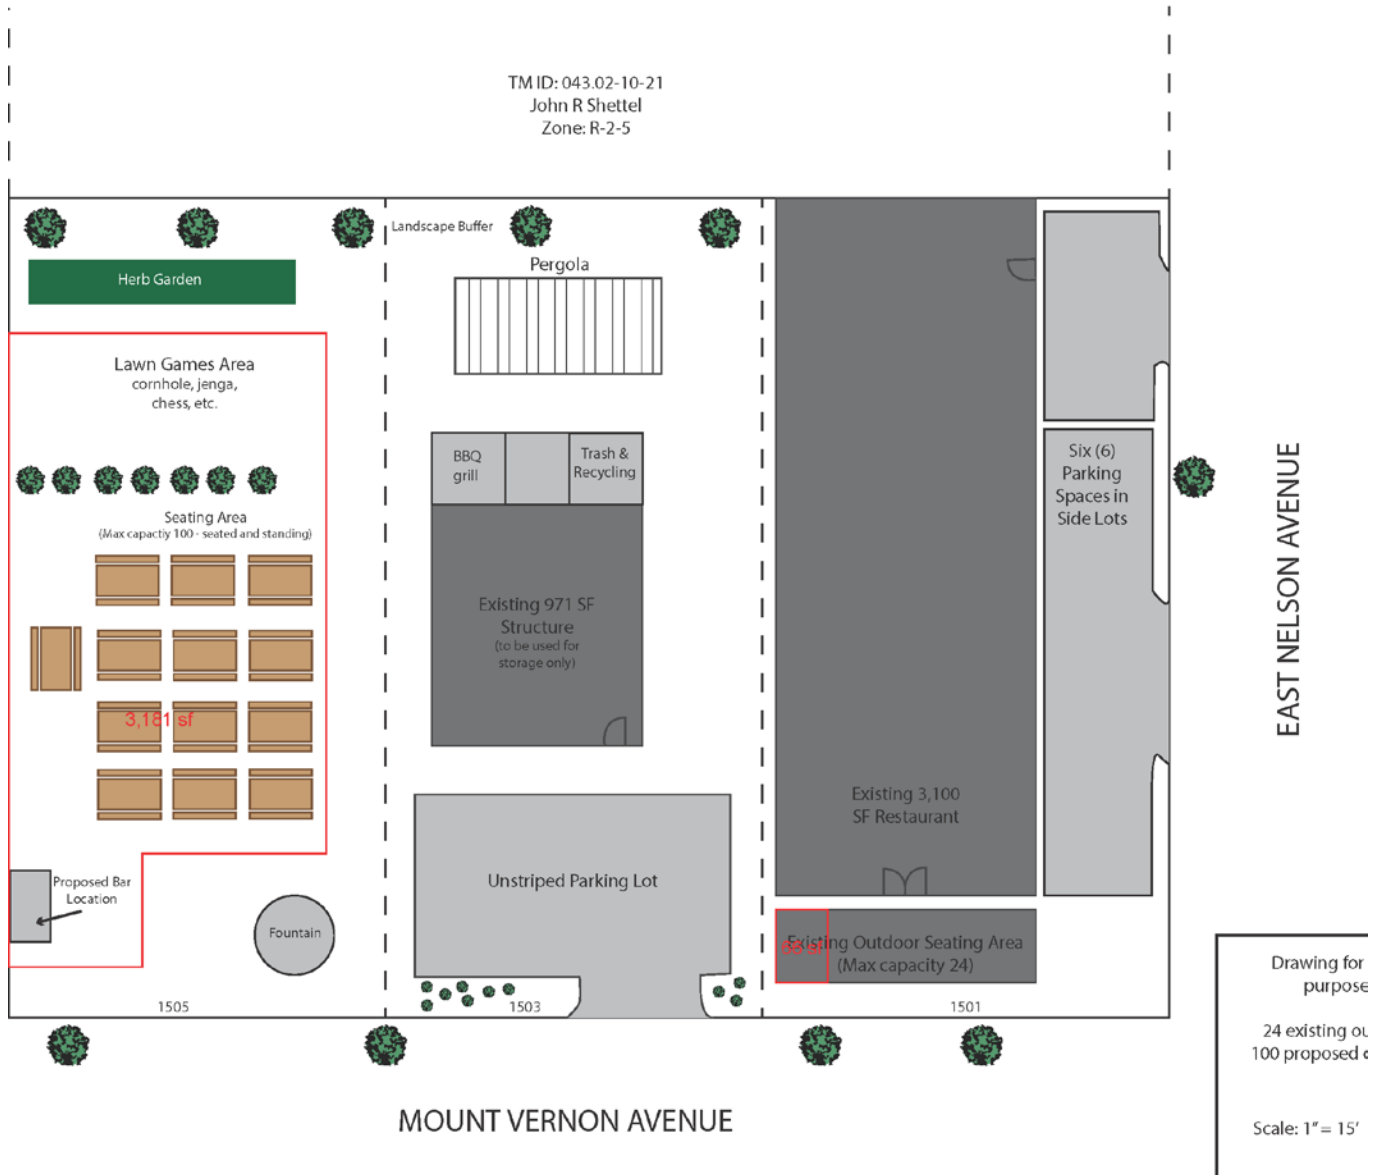 TM ID: 043.02-10-21
John R Shettel
Zone: R-2-5
Landscape Buffer
Pergola
Herb Garden
Lawn Games Area
cornhole, jenga,
chess, etc.
BBQ
grill
Trash &
Recycling
Six (6)
Parking
Spaces in
Side Lots
Seating Area
(Max capactiy 100 - seated and standing)
Existing 971 SF
Structure
(to be used for
storage only)
3,181 sf
Existing 3,100
SF Restaurant
Proposed Bar
Location
Unstriped Parking Lot
Fountain
Existing Outdoor Seating Area
(Max capacity 24)
sf
1505
1503
1501
EAST NELSON AVENUE
MOUNT VERNON AVENUE
Drawing for
purpose
24 existing ou
100 proposed
Scale: 1" = 15'